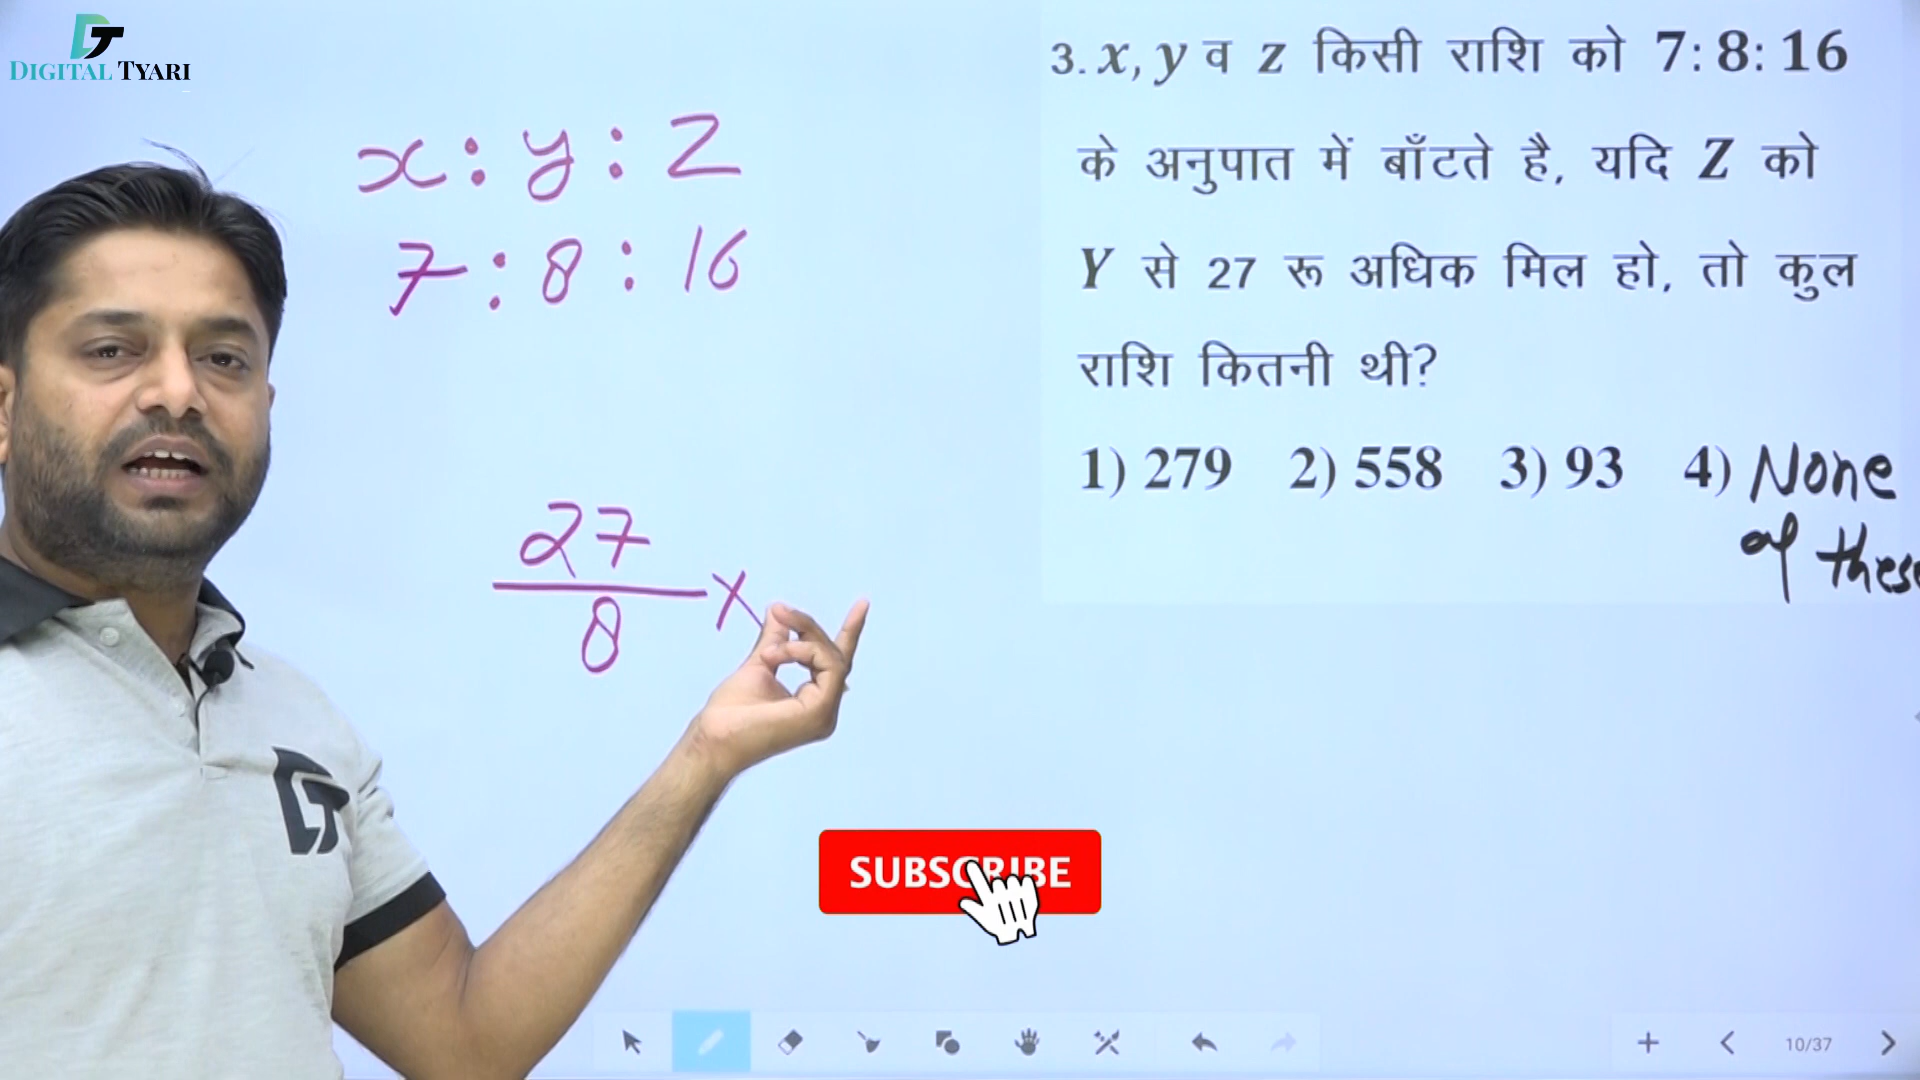 DIGITAL TYARI
x : y : Z
7 : 8 : 16
27
8
×
3. x, y व z किसी राशि को 7: 8: 16
के अनुपात में बाँटते है, यदि Z को
Y से 27 रू अधिक मिल हो, तो कुल
राशि कितनी थी?
1) 279 2) 558 3) 93 4) None
of these
SUBSCRIBE
10/37